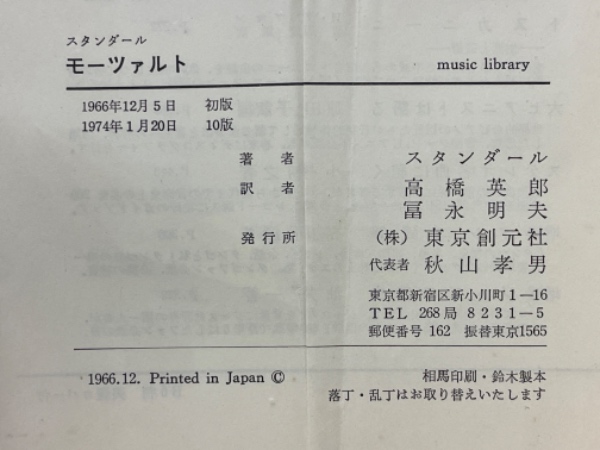 スタンダール
モーツァルト music library
1966年12月5日 初版
1974年1月20日 10版
著者 スタンダール
訳者 高橋英郎
冨永明夫
発行所 (株) 東京創元社
代表者 秋山孝男
東京都新宿区新小川町1―16
TEL 268局 8231―5
郵便番号 162 振替東京1565
1966.12. Printed in Japan © 相馬印刷・鈴木製本
落丁・乱丁はお取り替えいたします